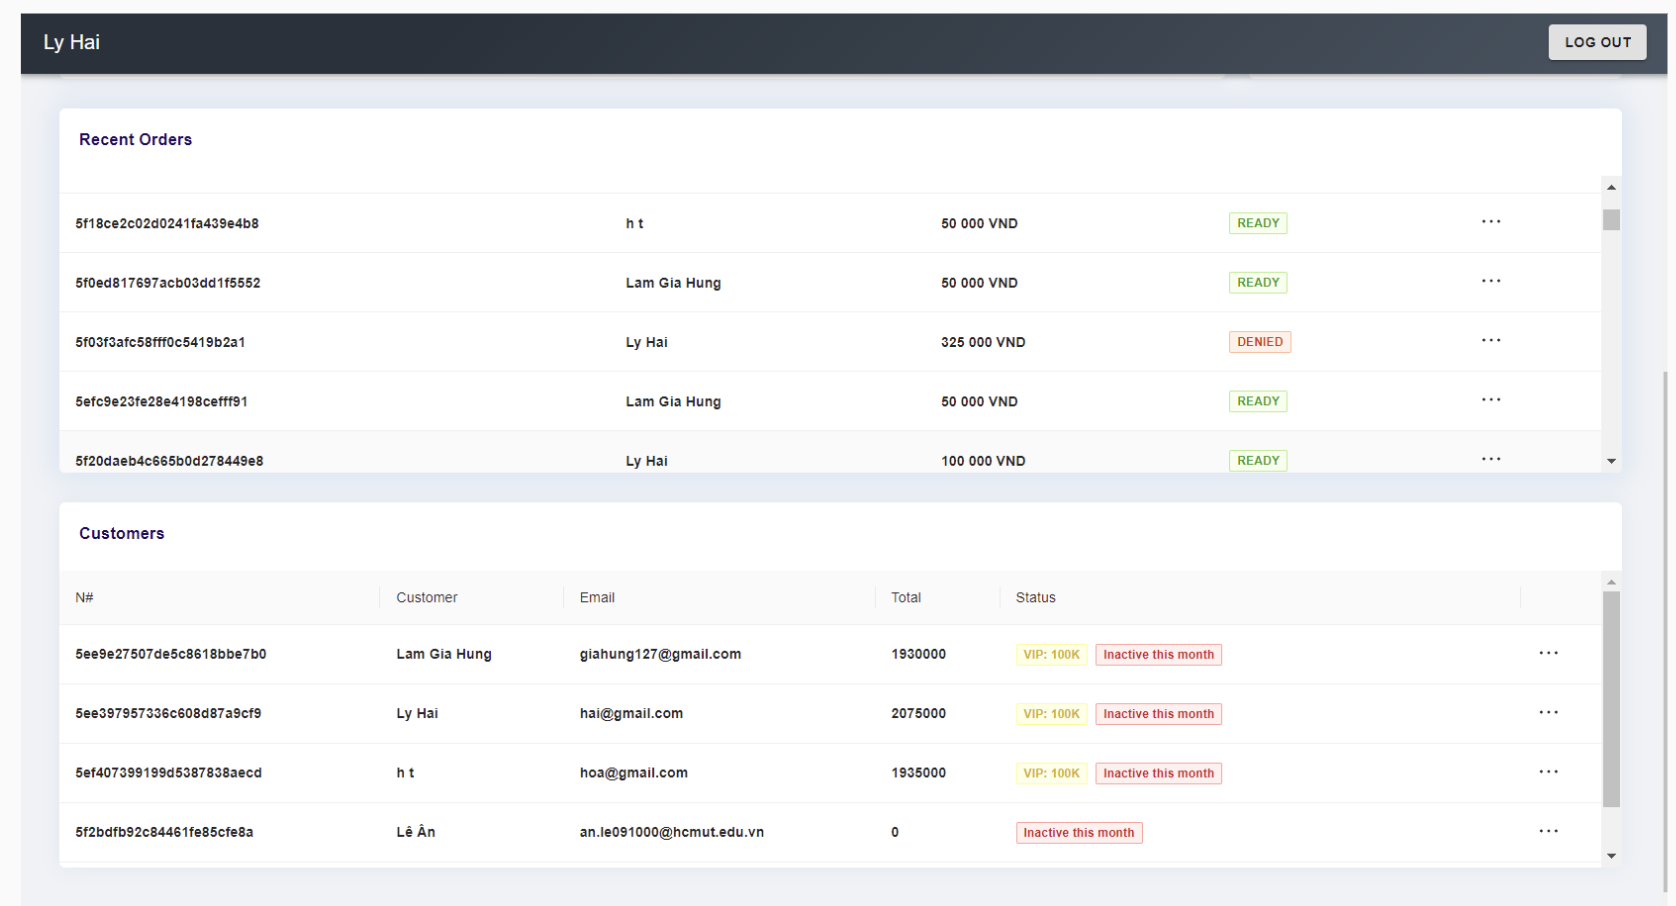 Ly Hai LOG OUT
Recent Orders
5f18ce2c02d0241fa439e4b8 h t 50 000 VND READY ...
5f0ed817697acb03dd1f5552 Lam Gia Hung 50 000 VND READY ...
5f03f3afc58fff0c5419b2a1 Ly Hai 325 000 VND DENIED ...
5efc9e23fe28e4198cefff91 Lam Gia Hung 50 000 VND READY ...
5f20daeb4c665b0d278449e8 Ly Hai 100 000 VND READY ...
Customers
N# Customer Email Total Status
5ee9e27507de5c8618bbe7b0 Lam Gia Hung giahung127@gmail.com 1930000 VIP: 100K Inactive this month ...
5ee397957336c608d87a9cf9 Ly Hai hai@gmail.com 2075000 VIP: 100K Inactive this month ...
5ef407399199d5387838aecd h t hoa@gmail.com 1935000 VIP: 100K Inactive this month ...
5f2bdfb92c84461fe85cfe8a Lê Ân an.le091000@hcmut.edu.vn 0 Inactive this month ...